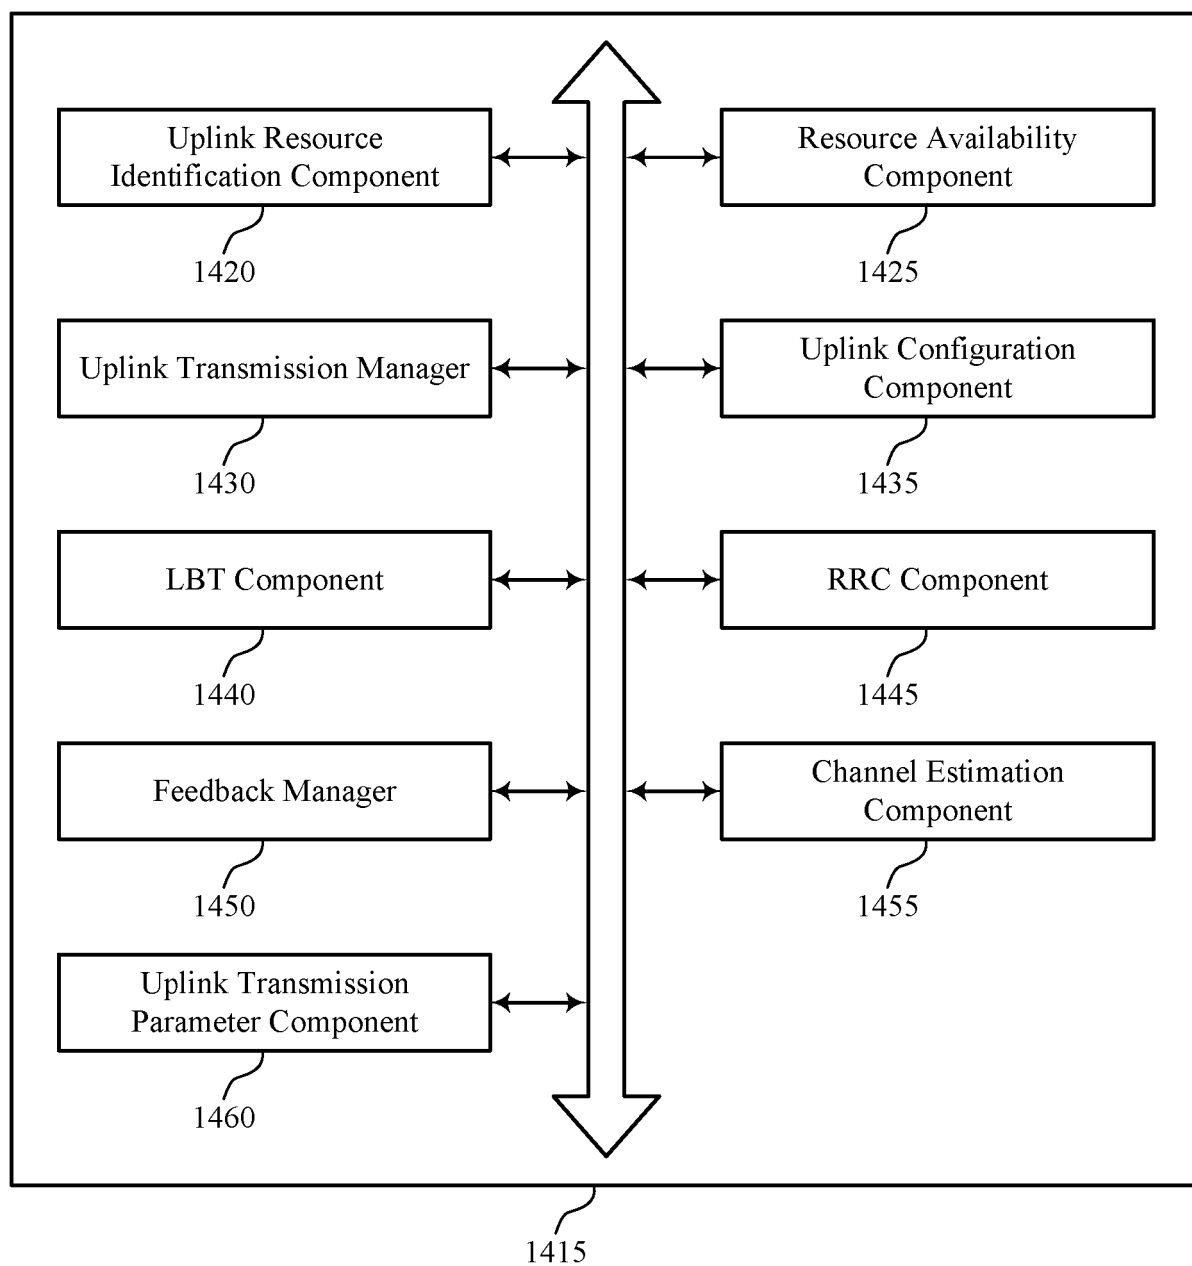 Uplink Resource
Identification Component
1420
Resource Availability
Component
1425
Uplink Transmission Manager
1430
Uplink Configuration
Component
1435
LBT Component
1440
RRC Component
1445
Feedback Manager
1450
Channel Estimation
Component
1455
Uplink Transmission
Parameter Component
1460
1415